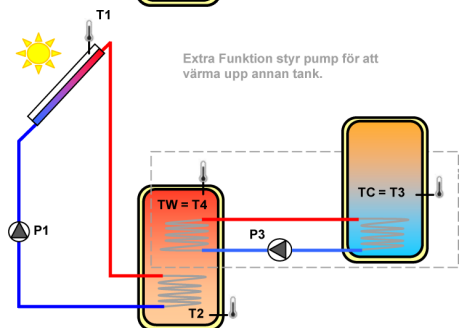 T1
Extra Funktion styr pump för att
värma upp annan tank.
TW = T4
TC = T3
P1
P3
T2